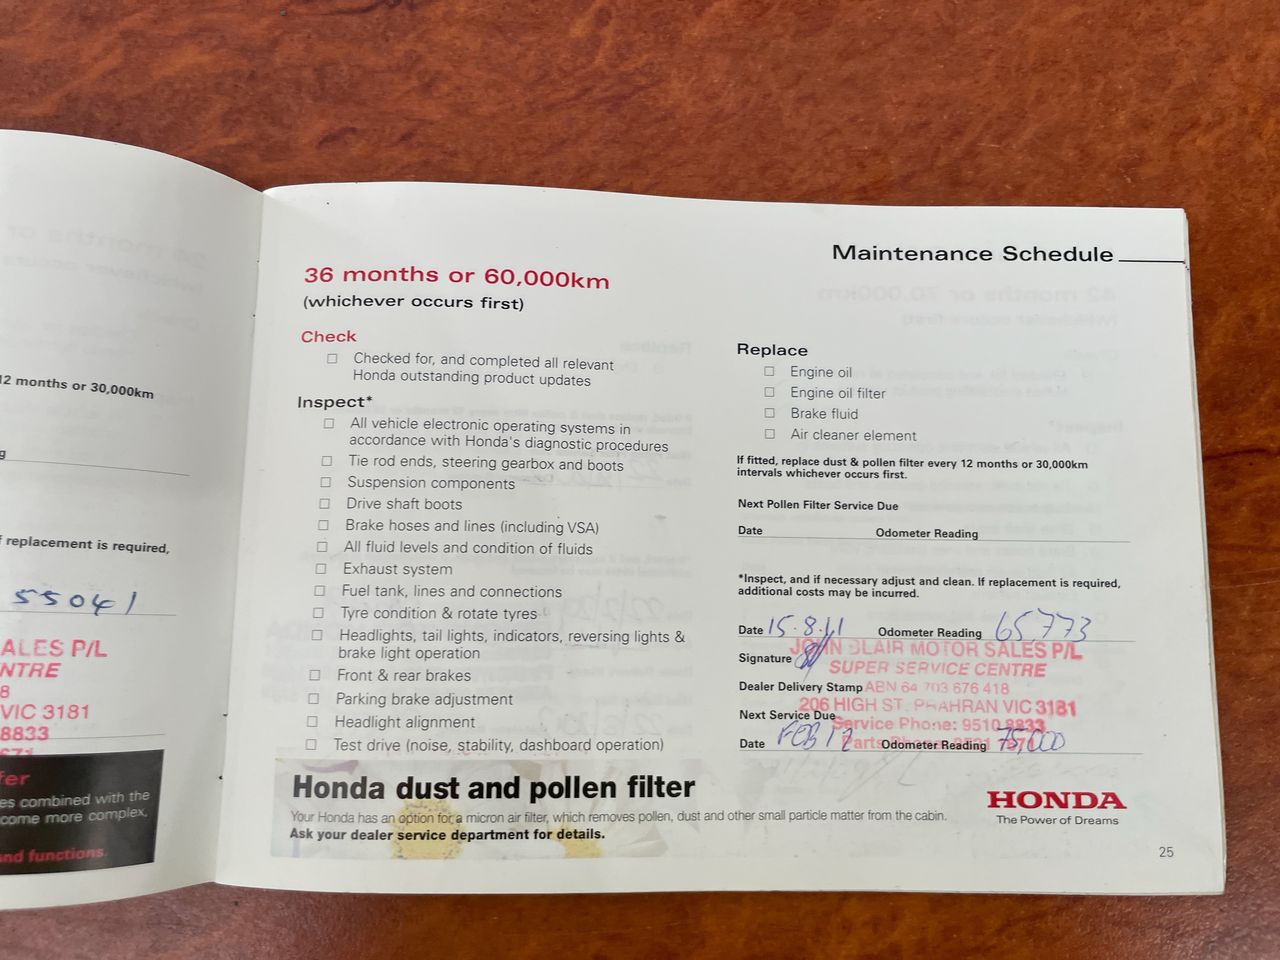 12 months or 30,000km
g
f replacement is required,
55041
ALES P/L
NTRE
8
VIC 3181
8833
671
fer
es combined with the
come more complex,
nd functions.
Maintenance Schedule
36 months or 60,000km
(whichever occurs first)
Check
Checked for, and completed all relevant
Honda outstanding product updates
Inspect*
All vehicle electronic operating systems in
accordance with Honda's diagnostic procedures
Tie rod ends, steering gearbox and boots
Suspension components
Drive shaft boots
Brake hoses and lines (including VSA)
All fluid levels and condition of fluids
Exhaust system
Fuel tank, lines and connections
Tyre condition & rotate tyres
Headlights, tail lights, indicators, reversing lights &
brake light operation
Front & rear brakes
Parking brake adjustment
Headlight alignment
Test drive (noise, stability, dashboard operation)
Replace
Engine oil
Engine oil filter
Brake fluid
Air cleaner element
If fitted, replace dust & pollen filter every 12 months or 30,000km
intervals whichever occurs first.
Next Pollen Filter Service Due
Date Odometer Reading
*Inspect, and if necessary adjust and clean. If replacement is required,
additional costs may be incurred.
Date 15.8.11 Odometer Reading 65,773
JOHN BLAIR MOTOR SALES P/L
Signature SUPER SERVICE CENTRE
Dealer Delivery Stamp ABN 64 703 676 418
206 HIGH ST. PRAHRAN VIC 3181
Next Service Due Service Phone: 9510 8833
Date FEB 12 Parts Odometer Reading 75,000
Honda dust and pollen filter
Your Honda has an option for a micron air filter, which removes pollen, dust and other small particle matter from the cabin.
Ask your dealer service department for details.
HONDA
The Power of Dreams
25